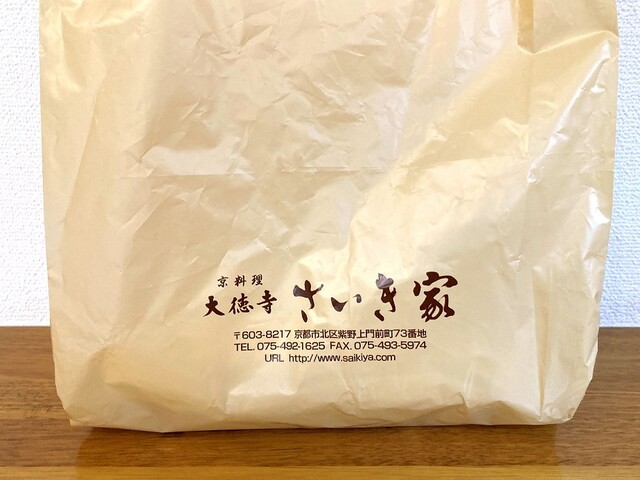 京料理
大徳寺 さいき家
〒603-8217 京都市北区紫野上門前町73番地
TEL. 075-492-1625 FAX. 075-493-5974
URL http://www.saikiya.com